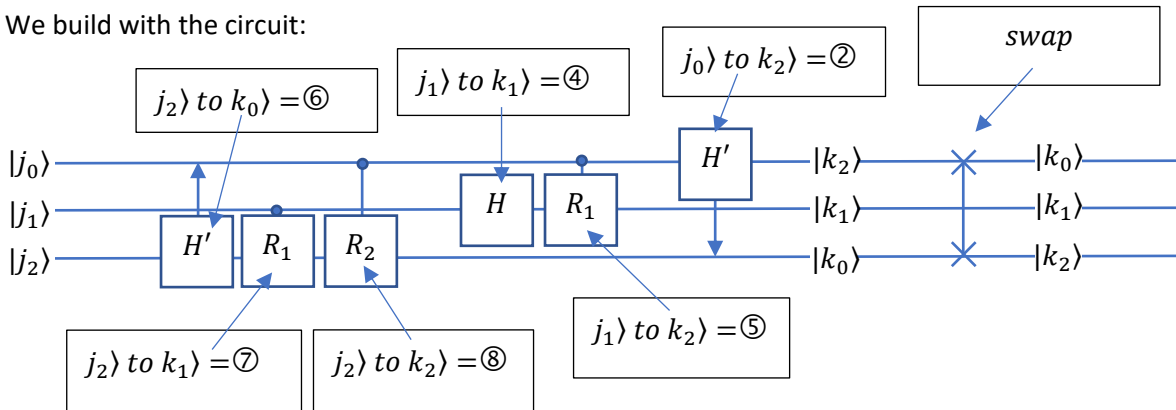 We build with the circuit:
swap
j₀⟩ to k₂⟩ =②
j₁⟩ to k₁⟩ =④
j₂⟩ to k₀⟩ =⑥
|j₀⟩ H′ |k₂⟩ |k₀⟩
|j₁⟩ H R₁ |k₁⟩ |k₁⟩
|j₂⟩ H′ R₁ R₂ |k₀⟩ |k₂⟩
j₁⟩ to k₂⟩ =⑤
j₂⟩ to k₁⟩ =⑦
j₂⟩ to k₂⟩ =⑧